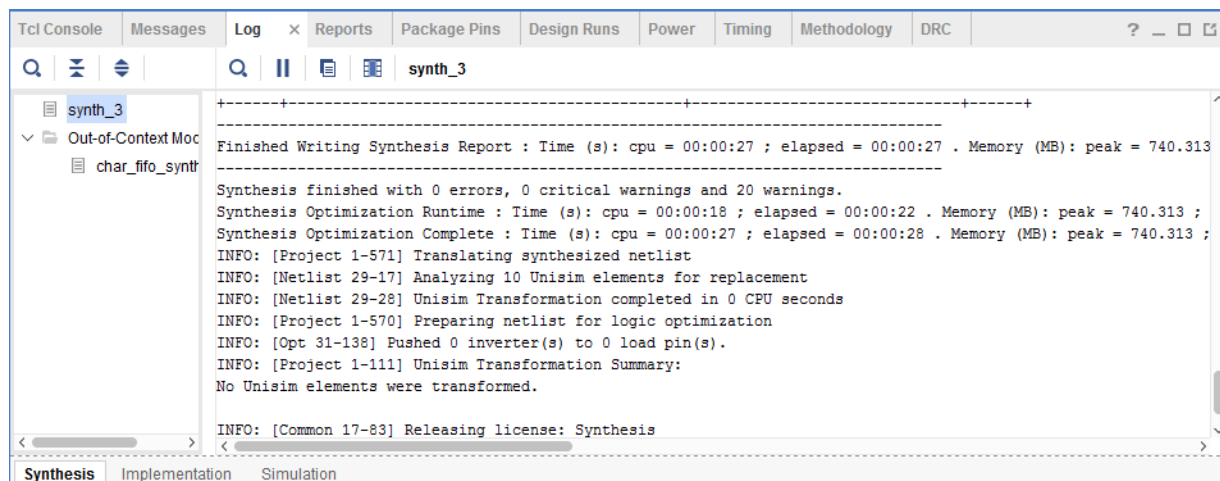 Tcl Console Messages Log × Reports Package Pins Design Runs Power Timing Methodology DRC ? _
synth_3
synth_3
Out-of-Context Moc
char_fifo_synth
+------+-------------------------------------------+-----------------------------+------+
---------------------------------------------------------------------------------
Finished Writing Synthesis Report : Time (s): cpu = 00:00:27 ; elapsed = 00:00:27 . Memory (MB): peak = 740.313
---------------------------------------------------------------------------------
Synthesis finished with 0 errors, 0 critical warnings and 20 warnings.
Synthesis Optimization Runtime : Time (s): cpu = 00:00:18 ; elapsed = 00:00:22 . Memory (MB): peak = 740.313 ;
Synthesis Optimization Complete : Time (s): cpu = 00:00:27 ; elapsed = 00:00:28 . Memory (MB): peak = 740.313 ;
INFO: [Project 1-571] Translating synthesized netlist
INFO: [Netlist 29-17] Analyzing 10 Unisim elements for replacement
INFO: [Netlist 29-28] Unisim Transformation completed in 0 CPU seconds
INFO: [Project 1-570] Preparing netlist for logic optimization
INFO: [Opt 31-138] Pushed 0 inverter(s) to 0 load pin(s).
INFO: [Project 1-111] Unisim Transformation Summary:
No Unisim elements were transformed.
INFO: [Common 17-83] Releasing license: Synthesis
Synthesis Implementation Simulation